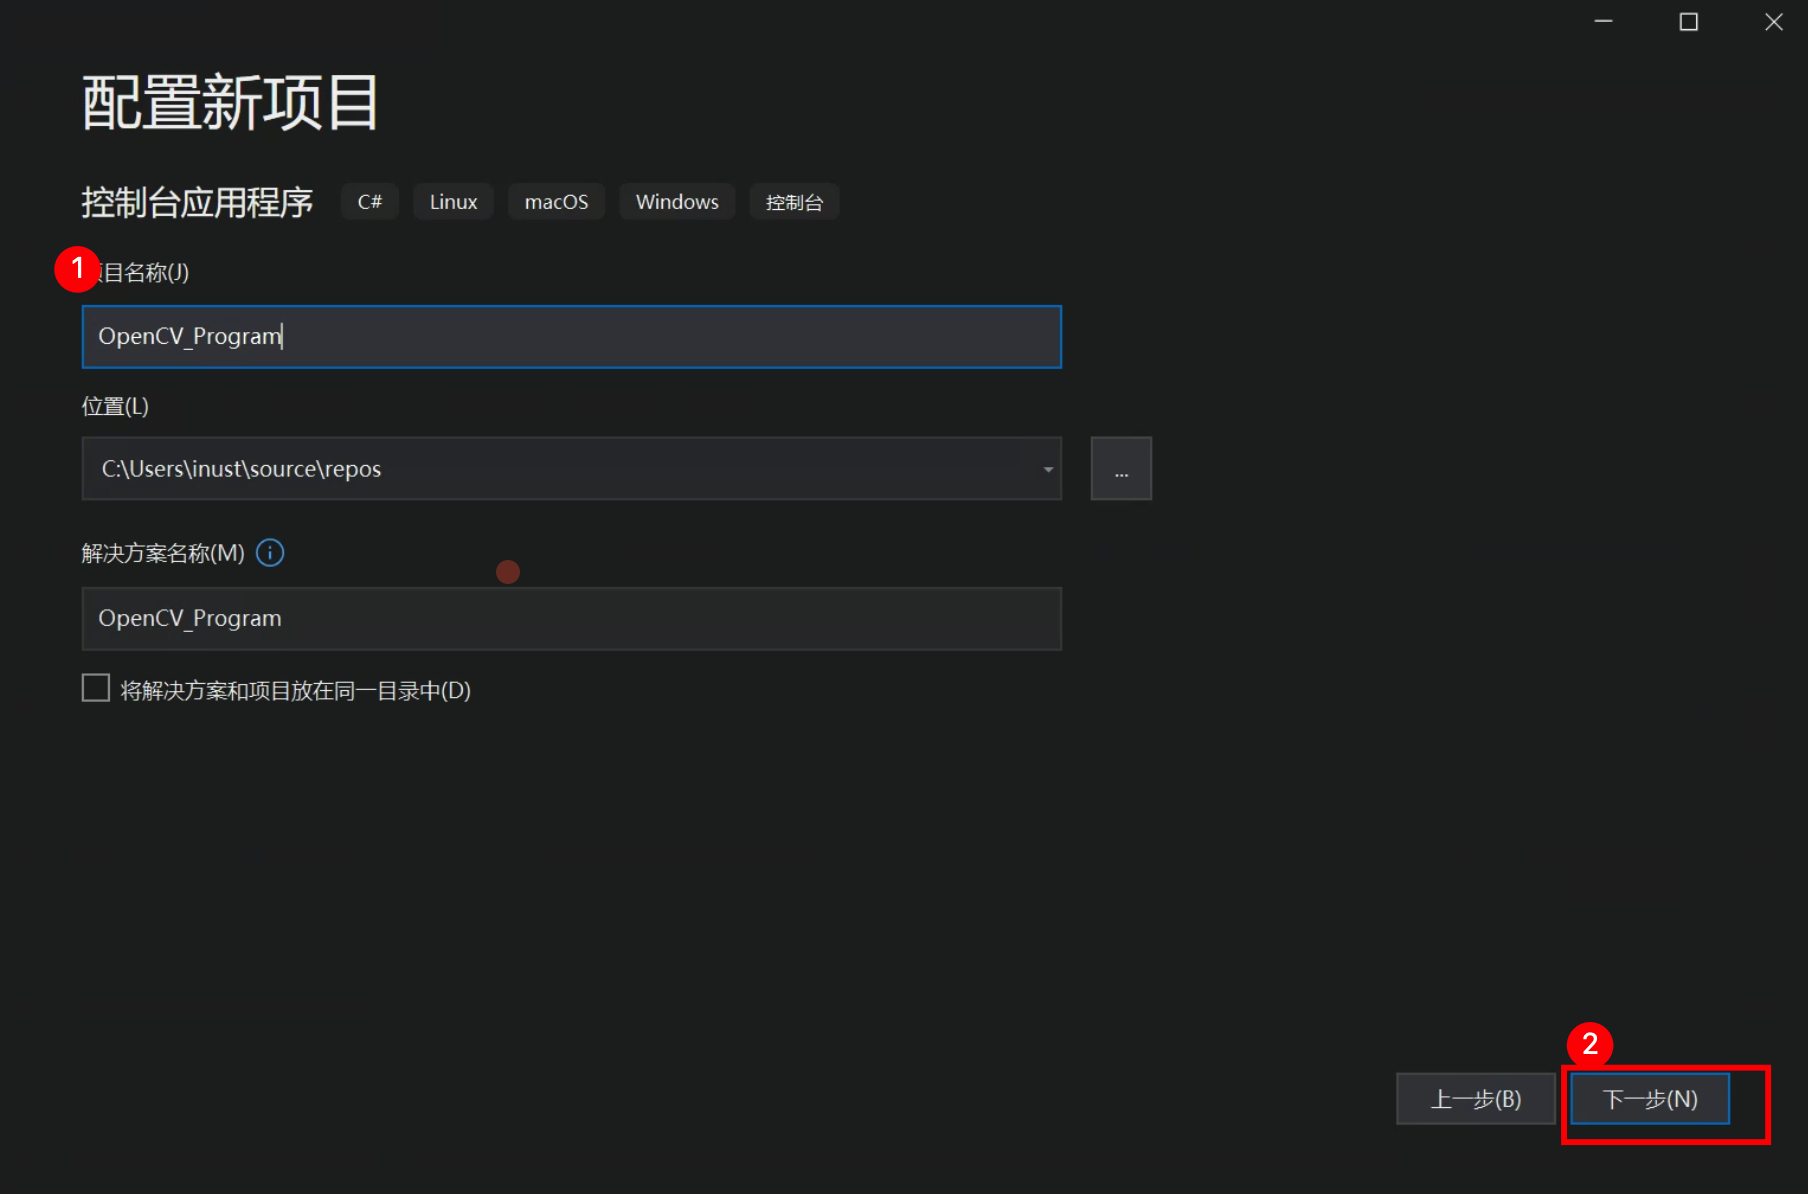 配置新项目
控制台应用程序 C# Linux macOS Windows 控制台
1
目名称(J)
OpenCV_Program
位置(L)
C:\Users\inust\source\repos
...
解决方案名称(M)
OpenCV_Program
将解决方案和项目放在同一目录中(D)
2
上一步(B) 下一步(N)